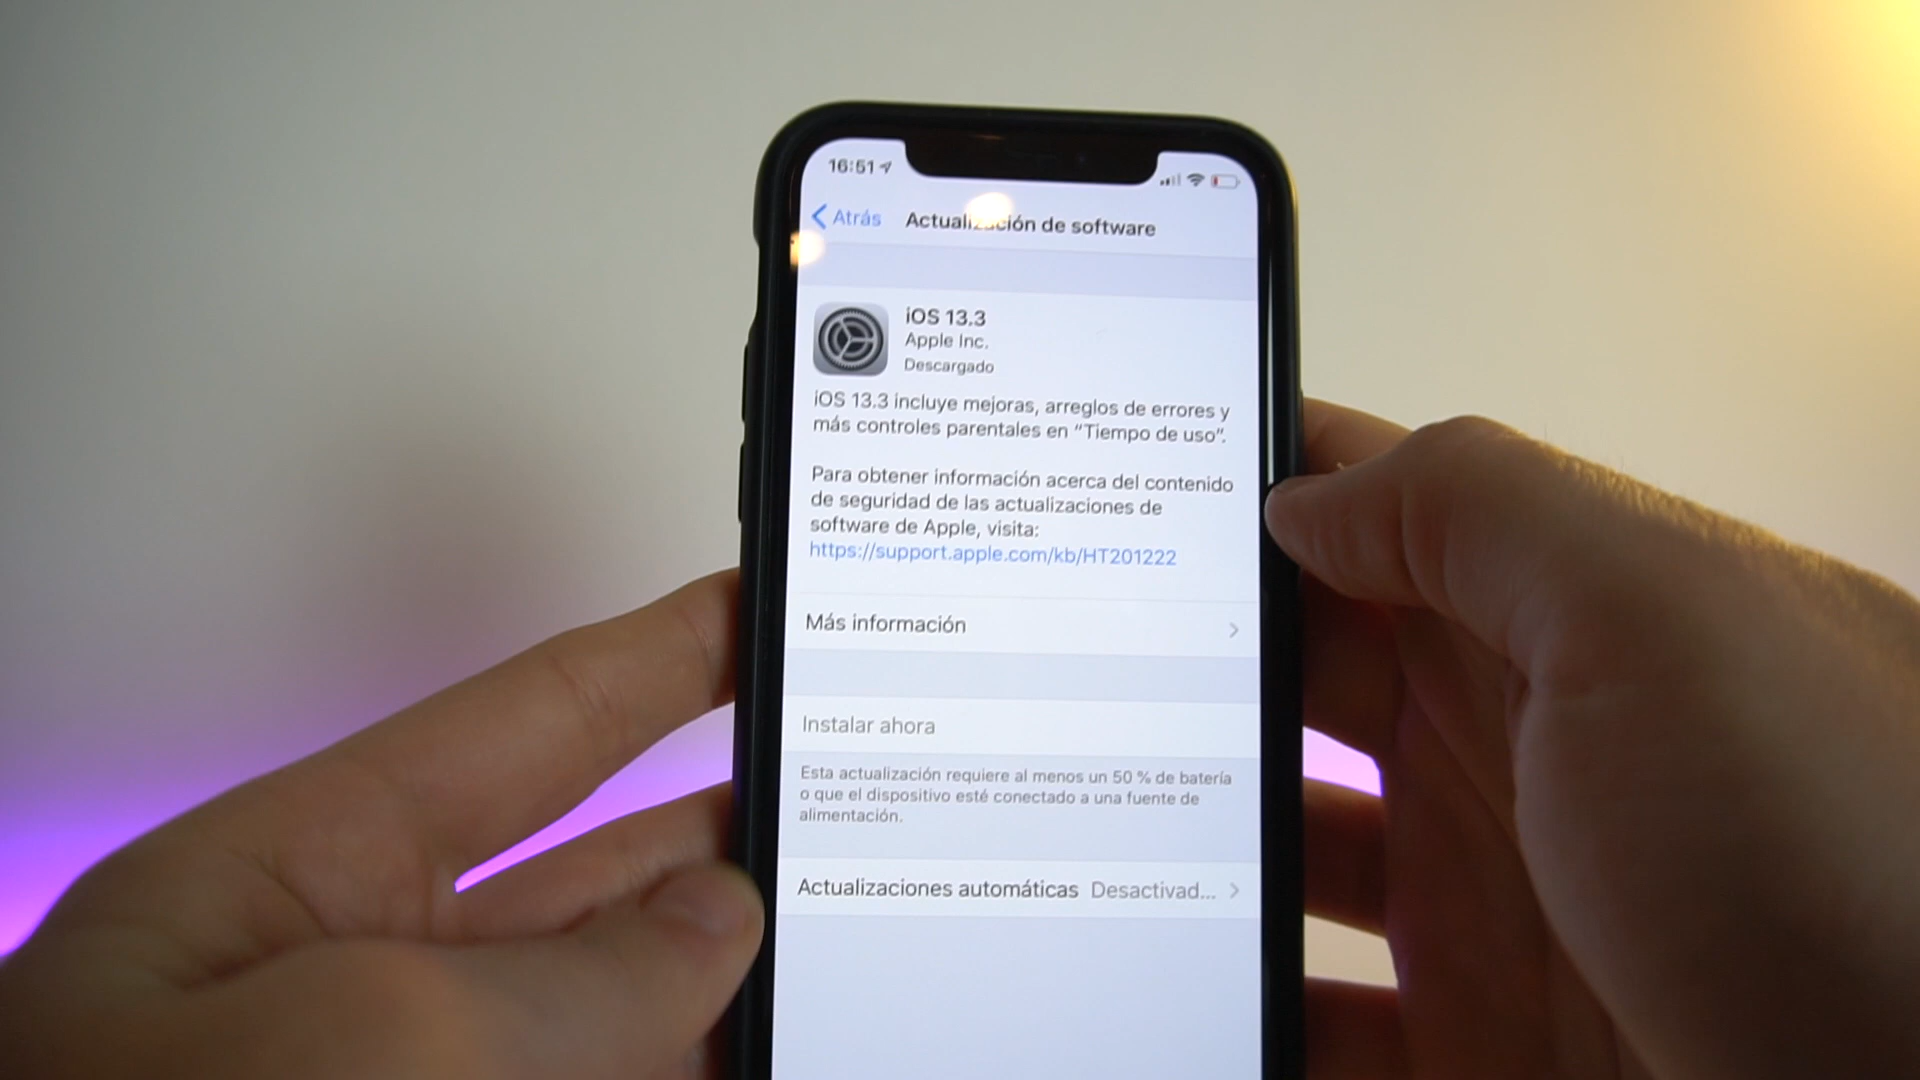 16:51
Atrás
Actualización de software
iOS 13.3
Apple Inc.
Descargado
iOS 13.3 incluye mejoras, arreglos de errores y
más controles parentales en “Tiempo de uso”.
Para obtener información acerca del contenido
de seguridad de las actualizaciones de
software de Apple, visita:
https://support.apple.com/kb/HT201222
Más información
Instalar ahora
Esta actualización requiere al menos un 50 % de batería
o que el dispositivo esté conectado a una fuente de
alimentación.
Actualizaciones automáticas Desactivad...